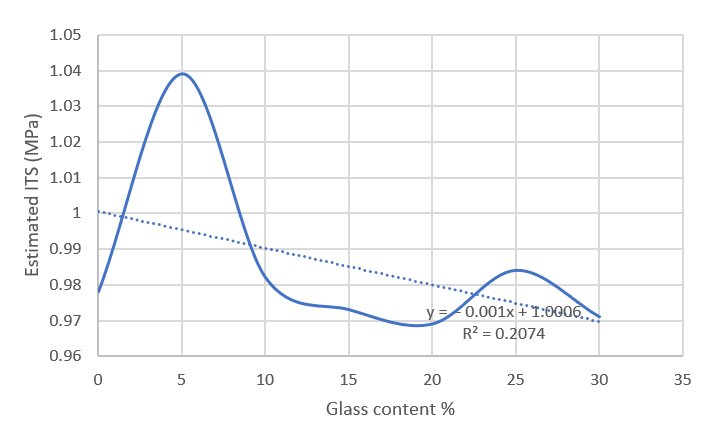 Estimated ITS (MPa)
1.05
1.04
1.03
1.02
1.01
1
0.99
0.98
0.97
0.96
y = - 0.001x + 1.0006
R² = 0.2074
0 5 10 15 20 25 30 35
Glass content %